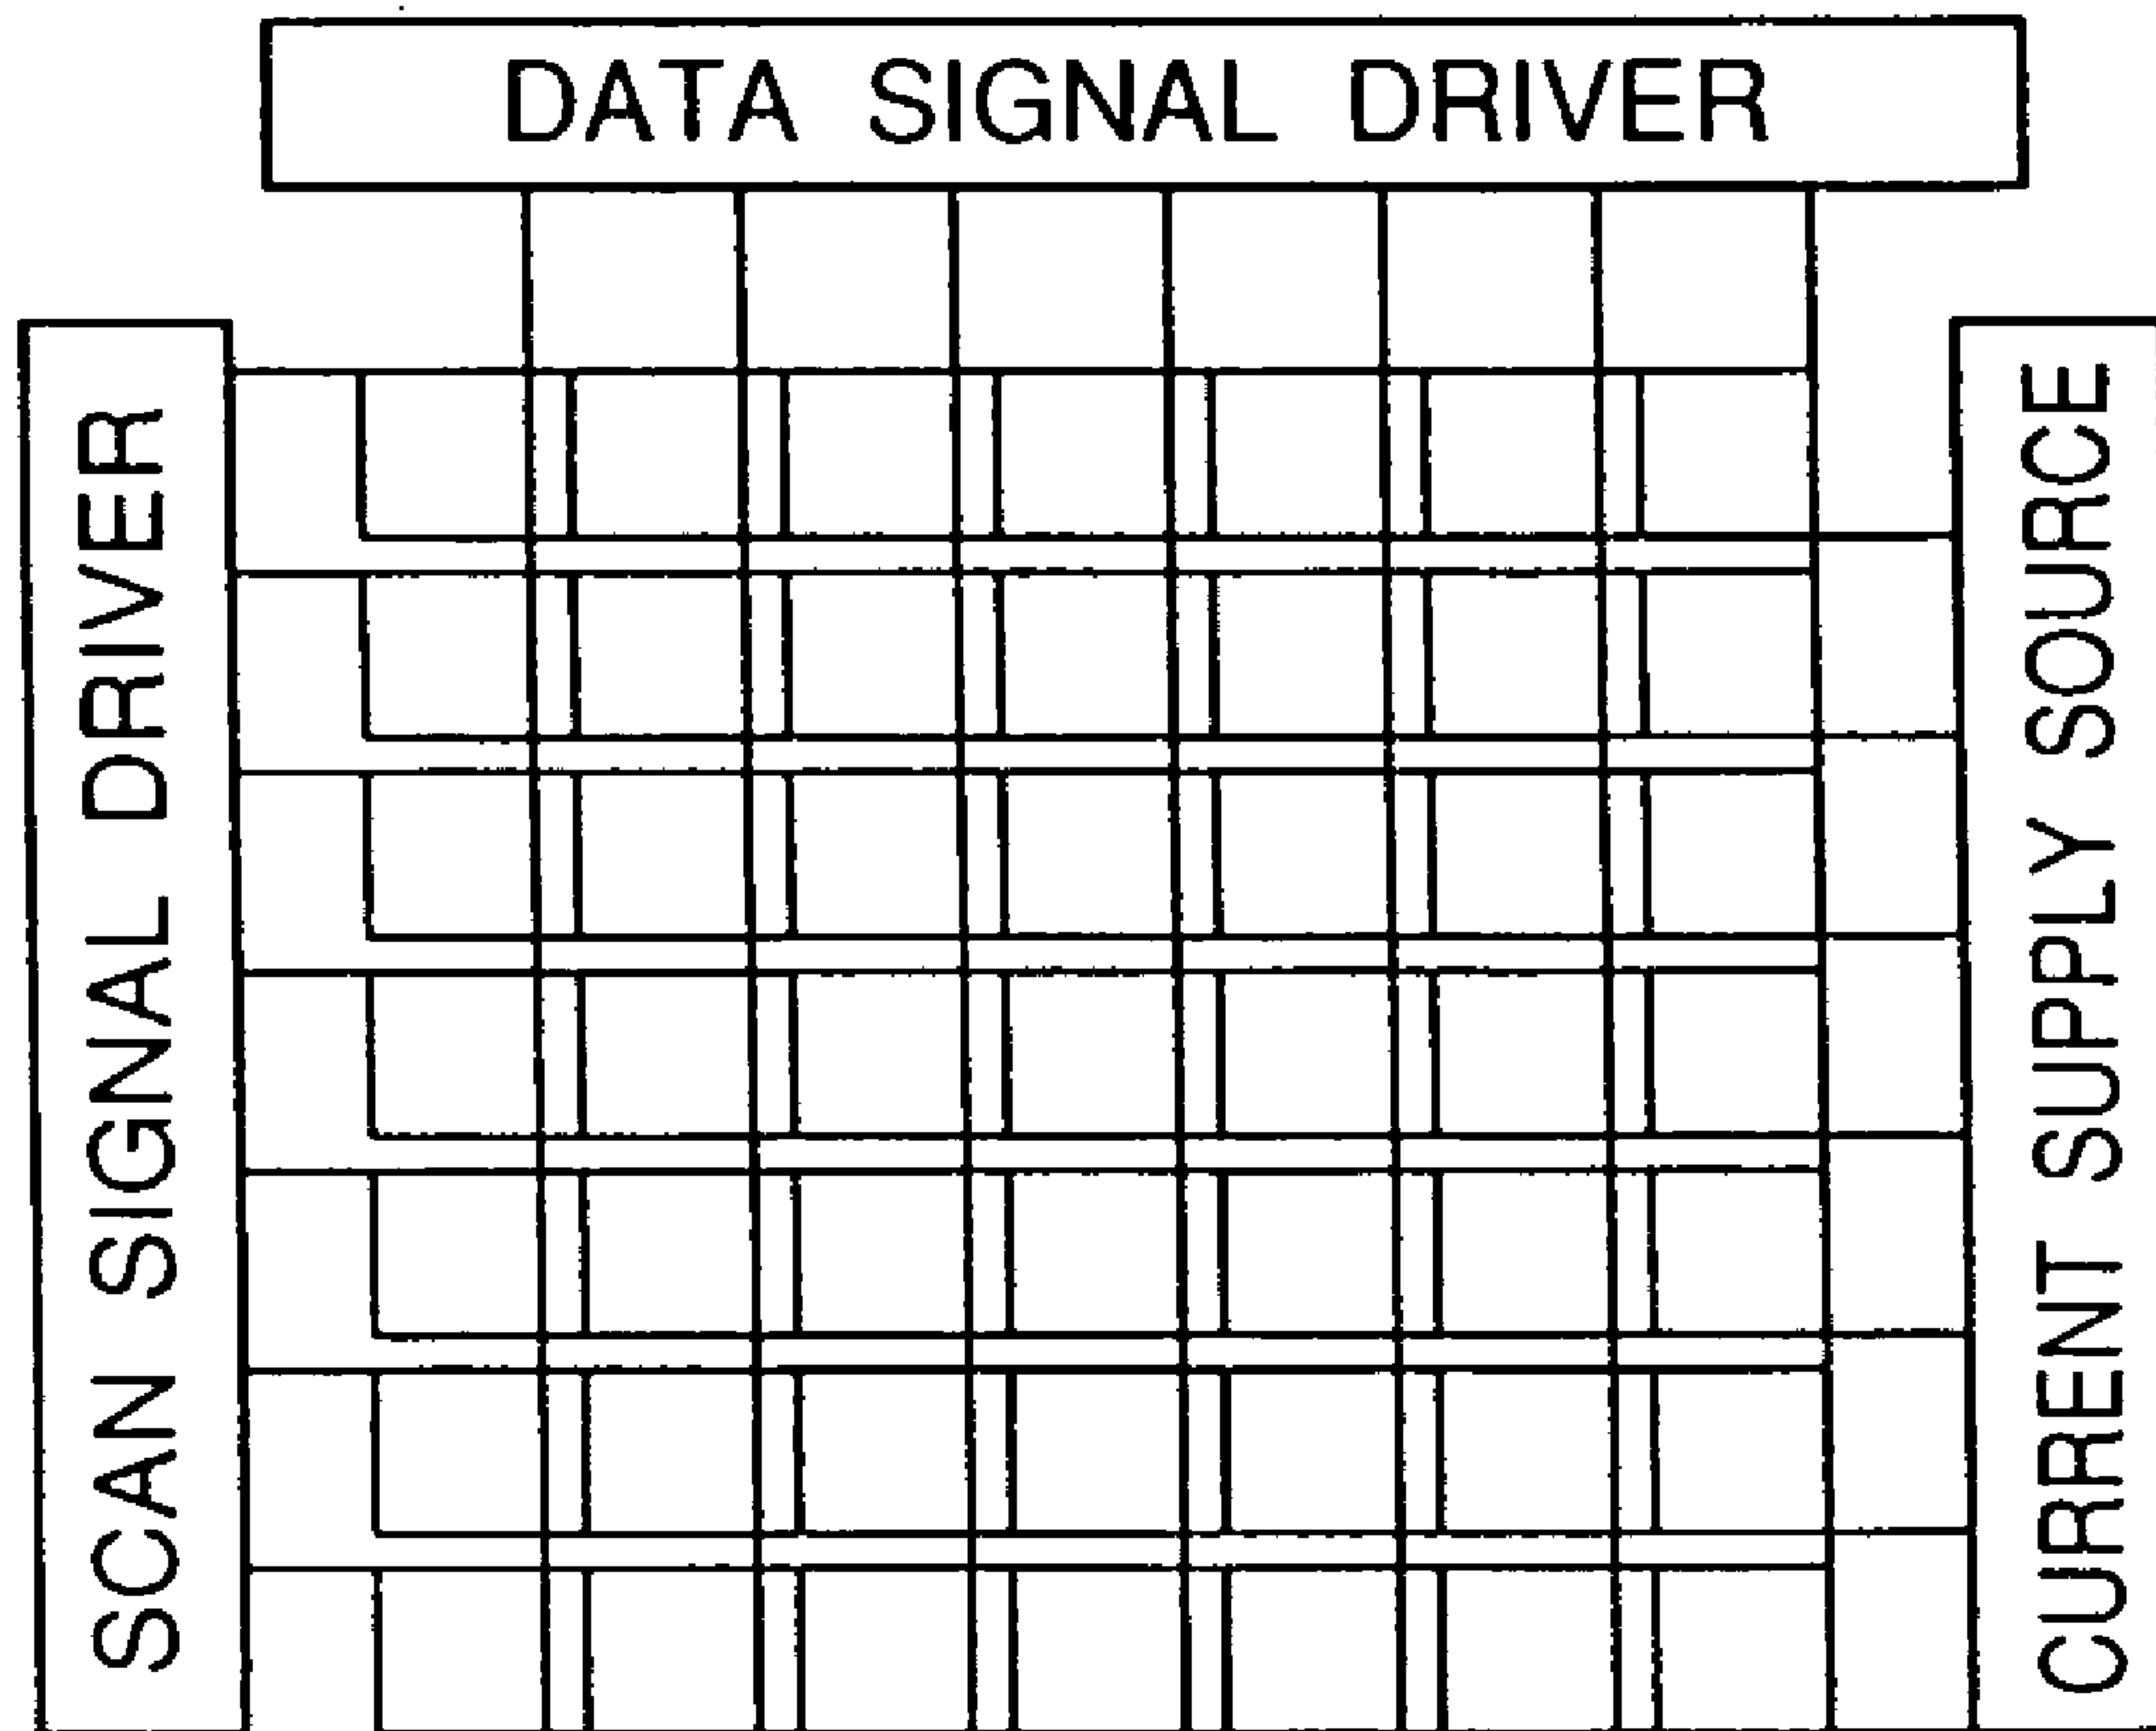 DATA SIGNAL DRIVER
SCAN SIGNAL DRIVER
CURRENT SUPPLY SOURCE